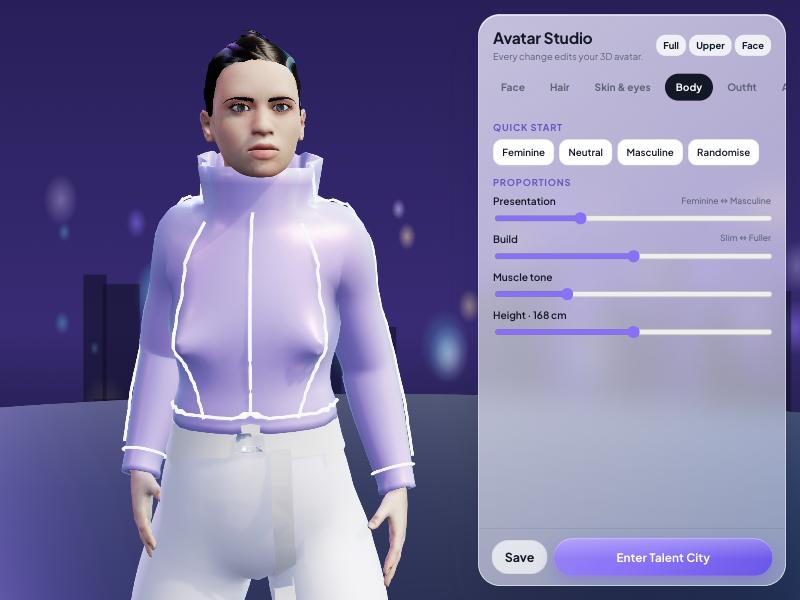 Avatar Studio
Every change edits your 3D avatar.
Full Upper Face
Face Hair Skin & eyes Body Outfit
QUICK START
Feminine Neutral Masculine Randomise
PROPORTIONS
Presentation Feminine ⇔ Masculine
Build Slim ⇔ Fuller
Muscle tone
Height · 168 cm
Save Enter Talent City